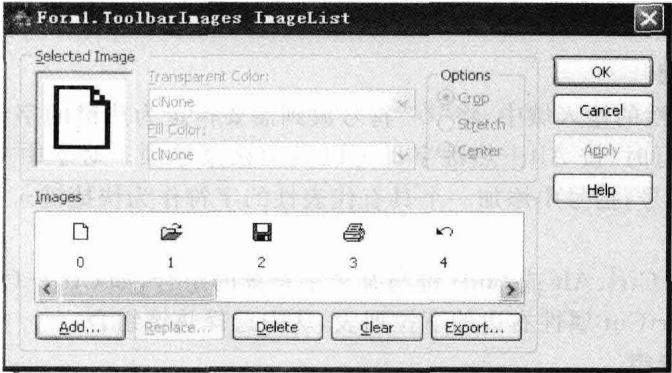 Form1.ToolbarImages ImageList
Selected Image
Transparent Color:
clNone
Fill Color:
clNone
Options
Crop
Stretch
Center
OK
Cancel
Apply
Help
Images
0 1 2 3 4
Add... Replace... Delete Clear Export...